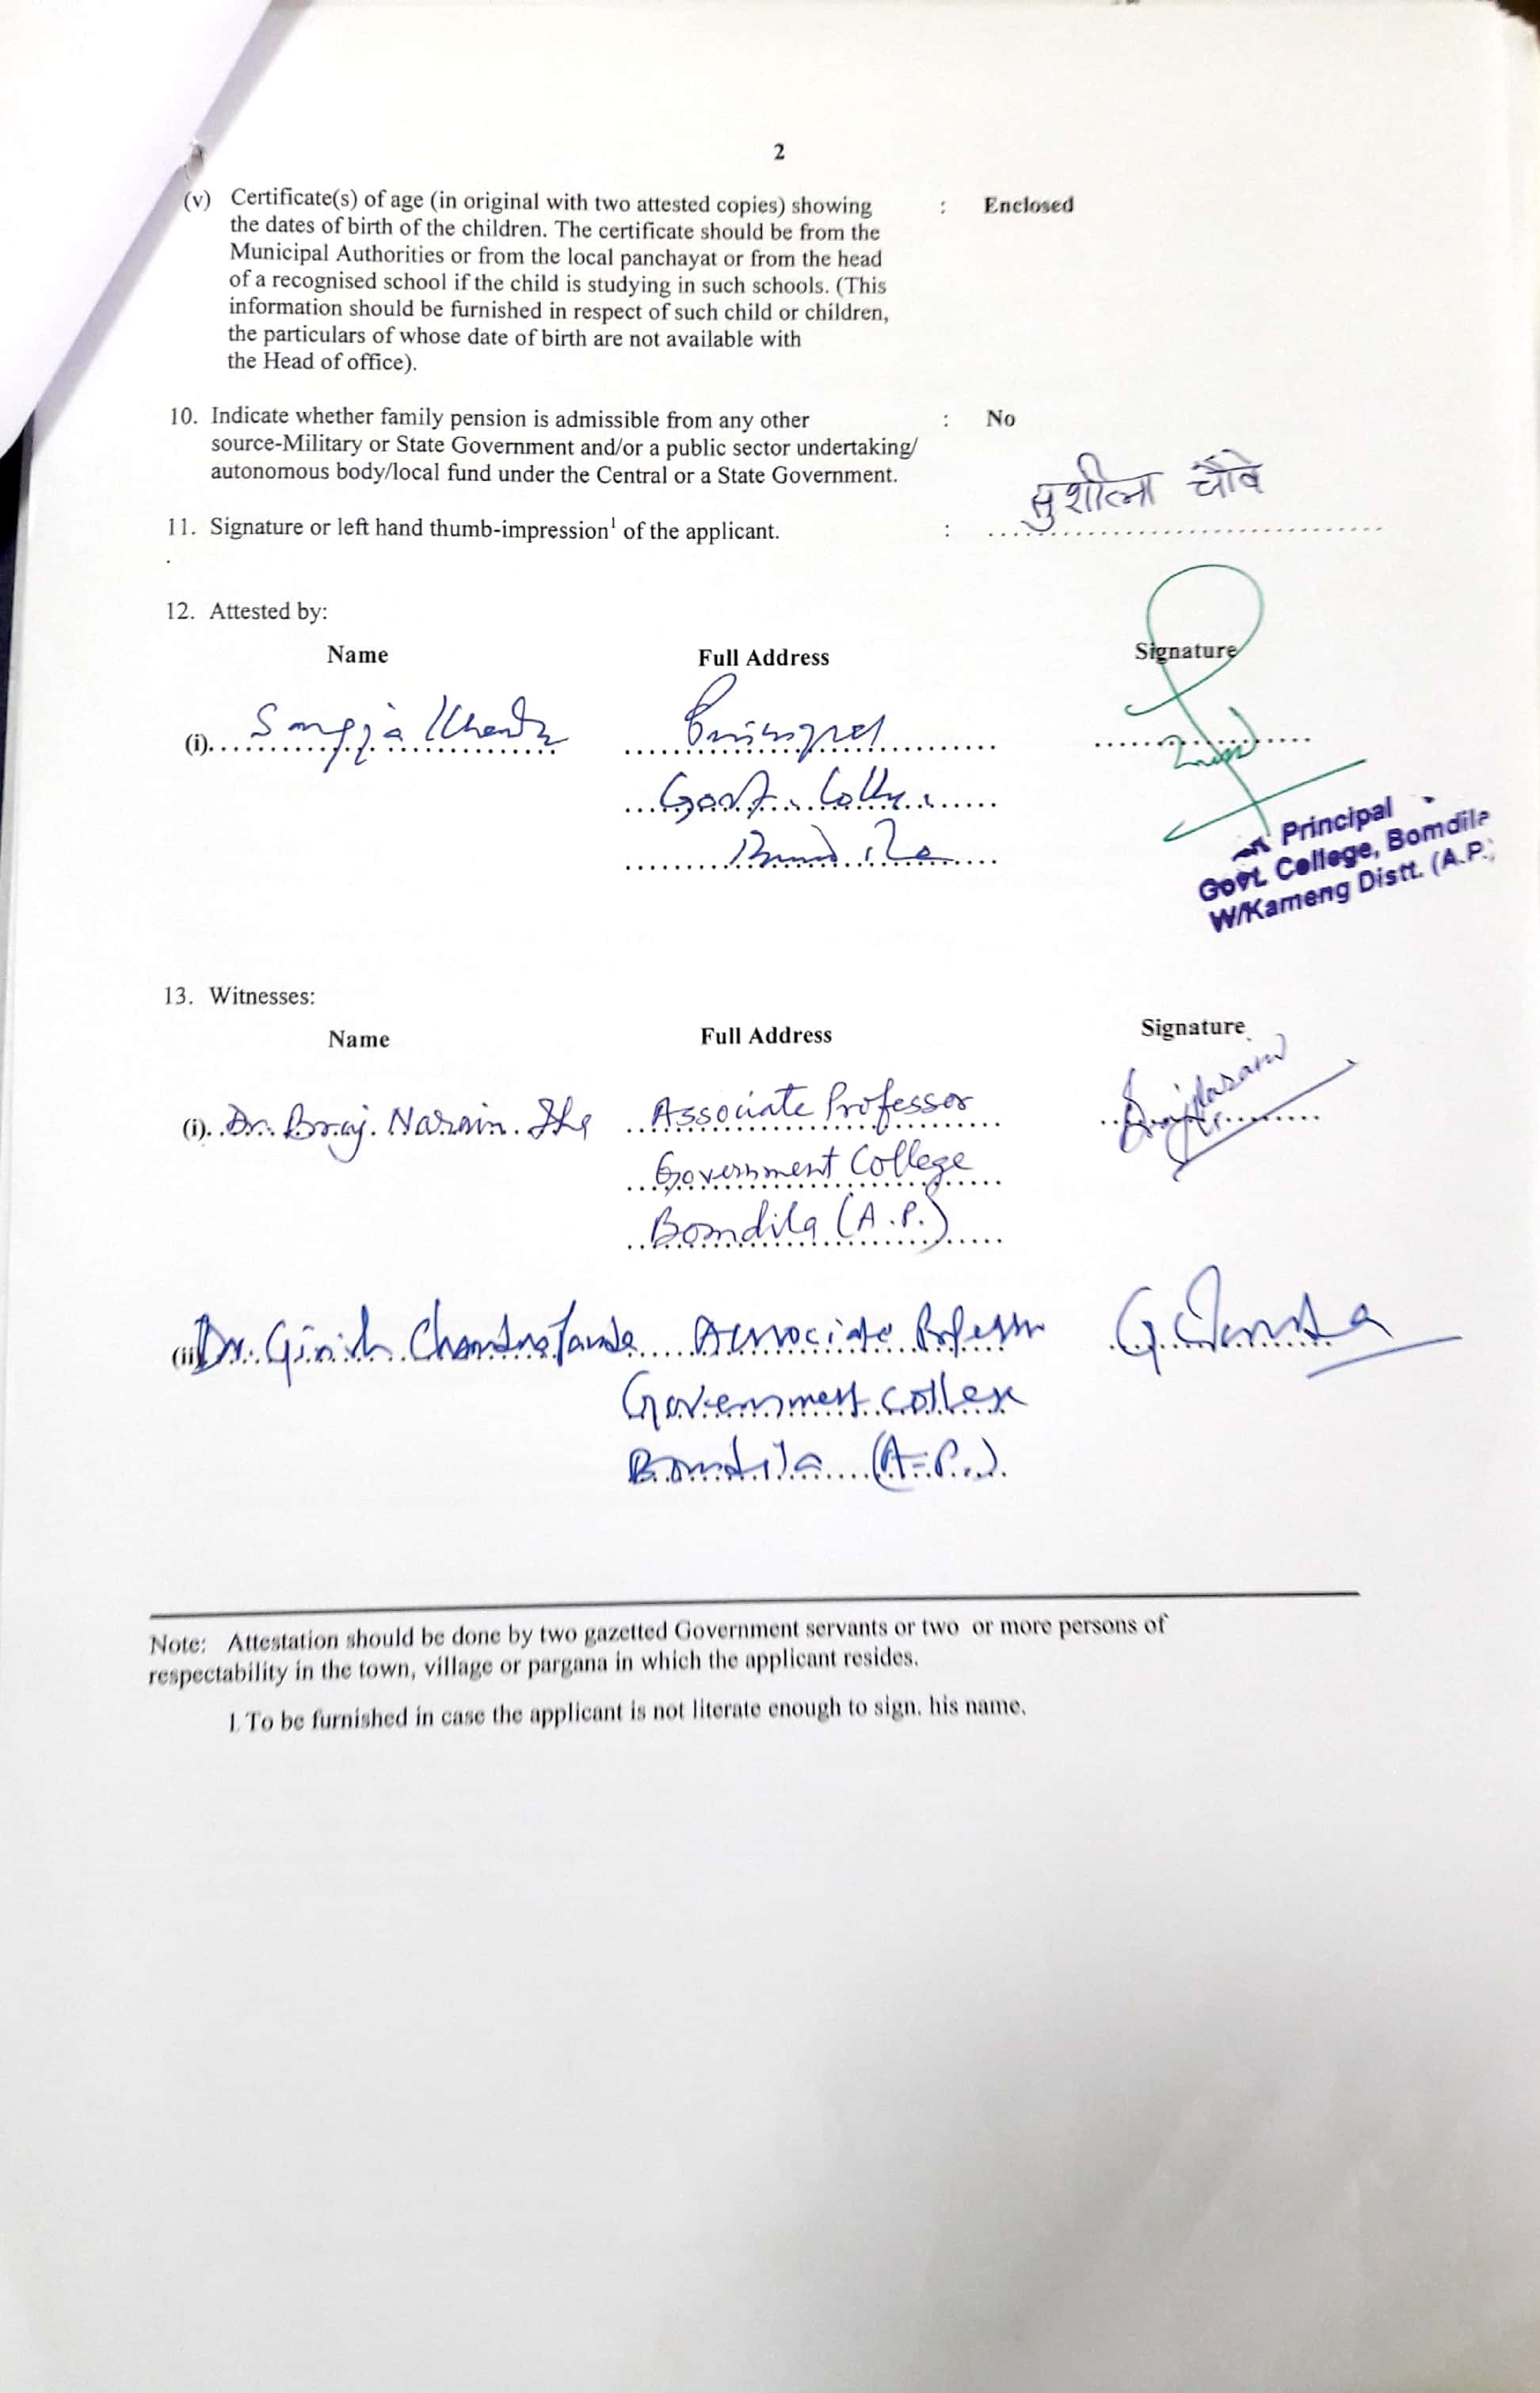 2
(v) Certificate(s) of age (in original with two attested copies) showing : Enclosed
the dates of birth of the children. The certificate should be from the
Municipal Authorities or from the local panchayat or from the head
of a recognised school if the child is studying in such schools. (This
information should be furnished in respect of such child or children,
the particulars of whose date of birth are not available with
the Head of office).
10. Indicate whether family pension is admissible from any other : No
source-Military or State Government and/or a public sector undertaking/
autonomous body/local fund under the Central or a State Government.
सुशीला चौबे
11. Signature or left hand thumb-impression¹ of the applicant. :
12. Attested by:
Name Full Address Signature
(i). Principal
Govt. College
Bomdila
Principal
Govt. College, Bomdila
W/Kameng Distt. (A.P.)
13. Witnesses:
Name Full Address Signature
(i). Dr. Braj Narain Jha Associate Professor
Government College
Bomdila (A.P.)
(ii) Dr. Girish Chandra Associate Professor
Government College
Bomdila (A.P.)
Note: Attestation should be done by two gazetted Government servants or two or more persons of
respectability in the town, village or pargana in which the applicant resides.
1. To be furnished in case the applicant is not literate enough to sign. his name.